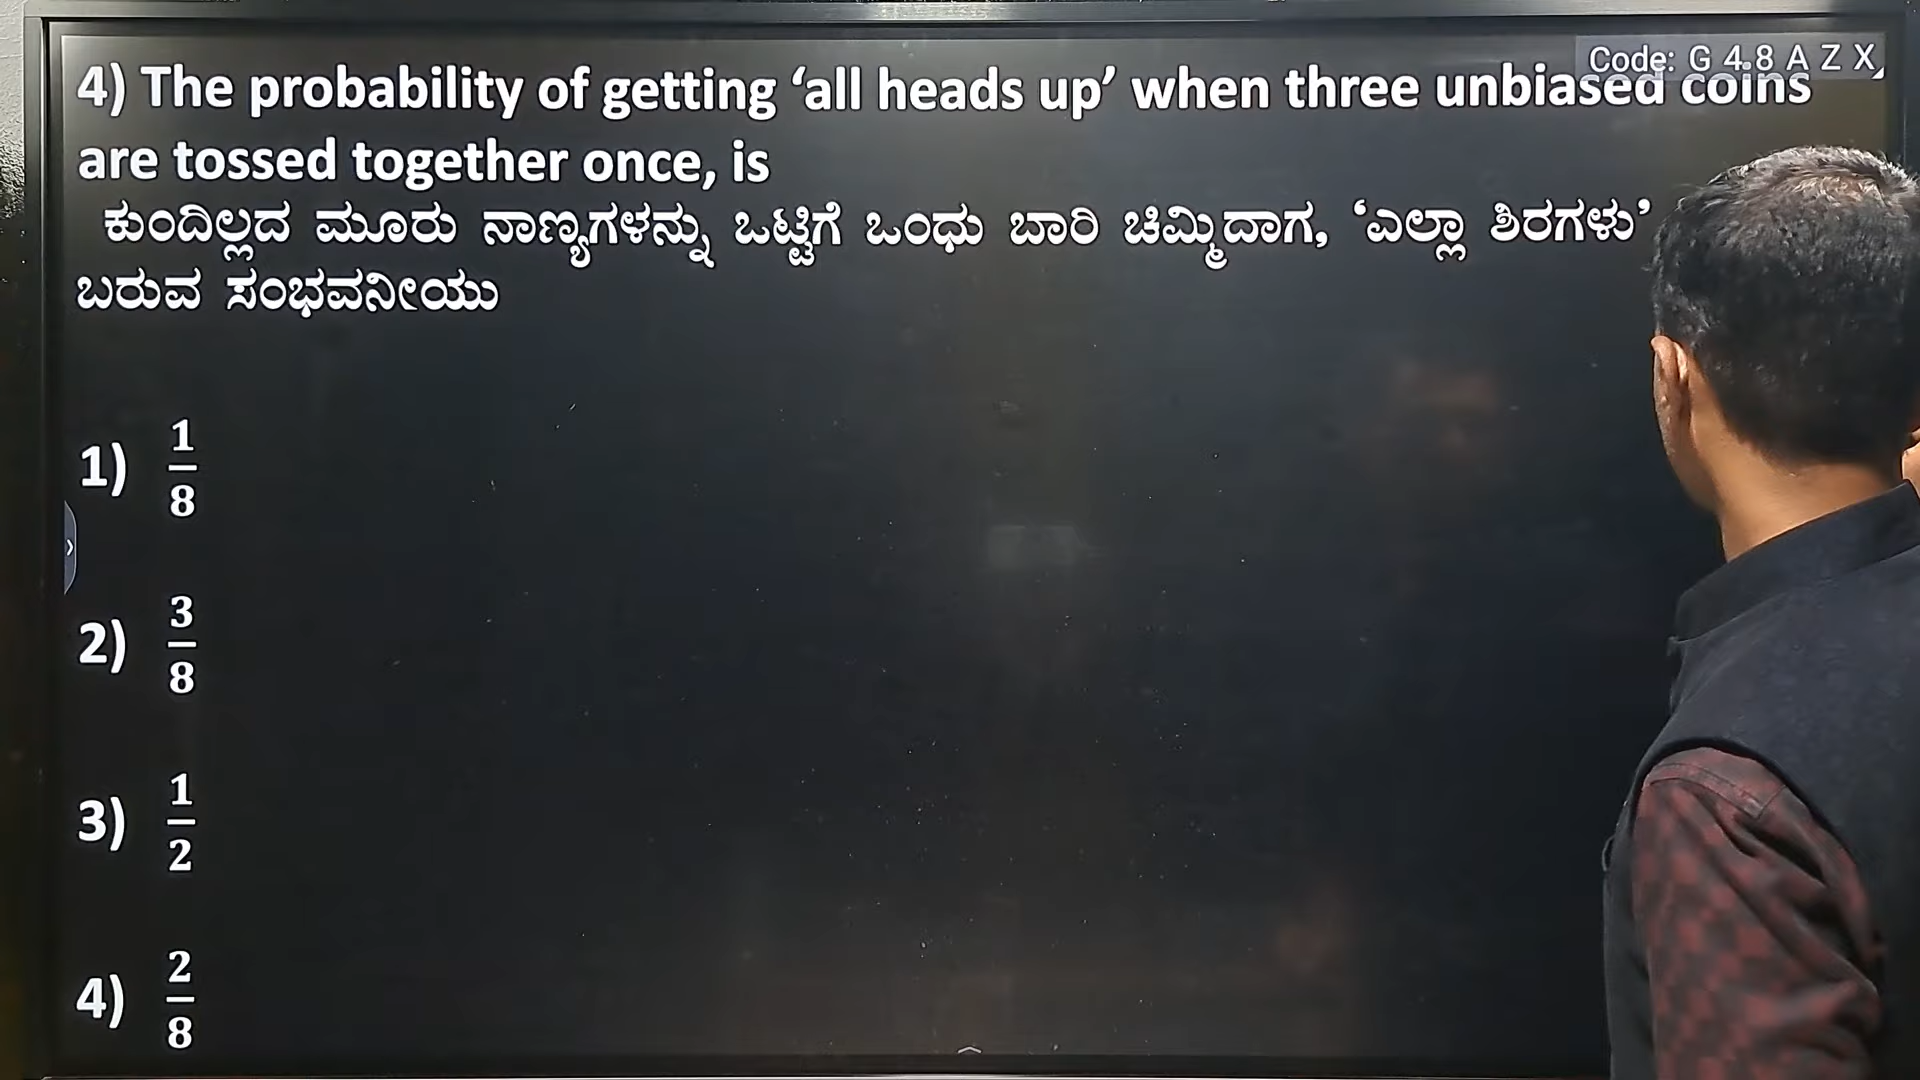 Code: G 4.8 A Z X
4) The probability of getting ‘all heads up’ when three unbiased coins
are tossed together once, is
ಕುಂದಿಲ್ಲದ ಮೂರು ನಾಣ್ಯಗಳನ್ನು ಒಟ್ಟಿಗೆ ಒಂಧು ಬಾರಿ ಚಿಮ್ಮಿದಾಗ, ‘ಎಲ್ಲಾ ಶಿರಗಳು’
ಬರುವ ಸಂಭವನೀಯು
1) 1/8
2) 3/8
3) 1/2
4) 2/8